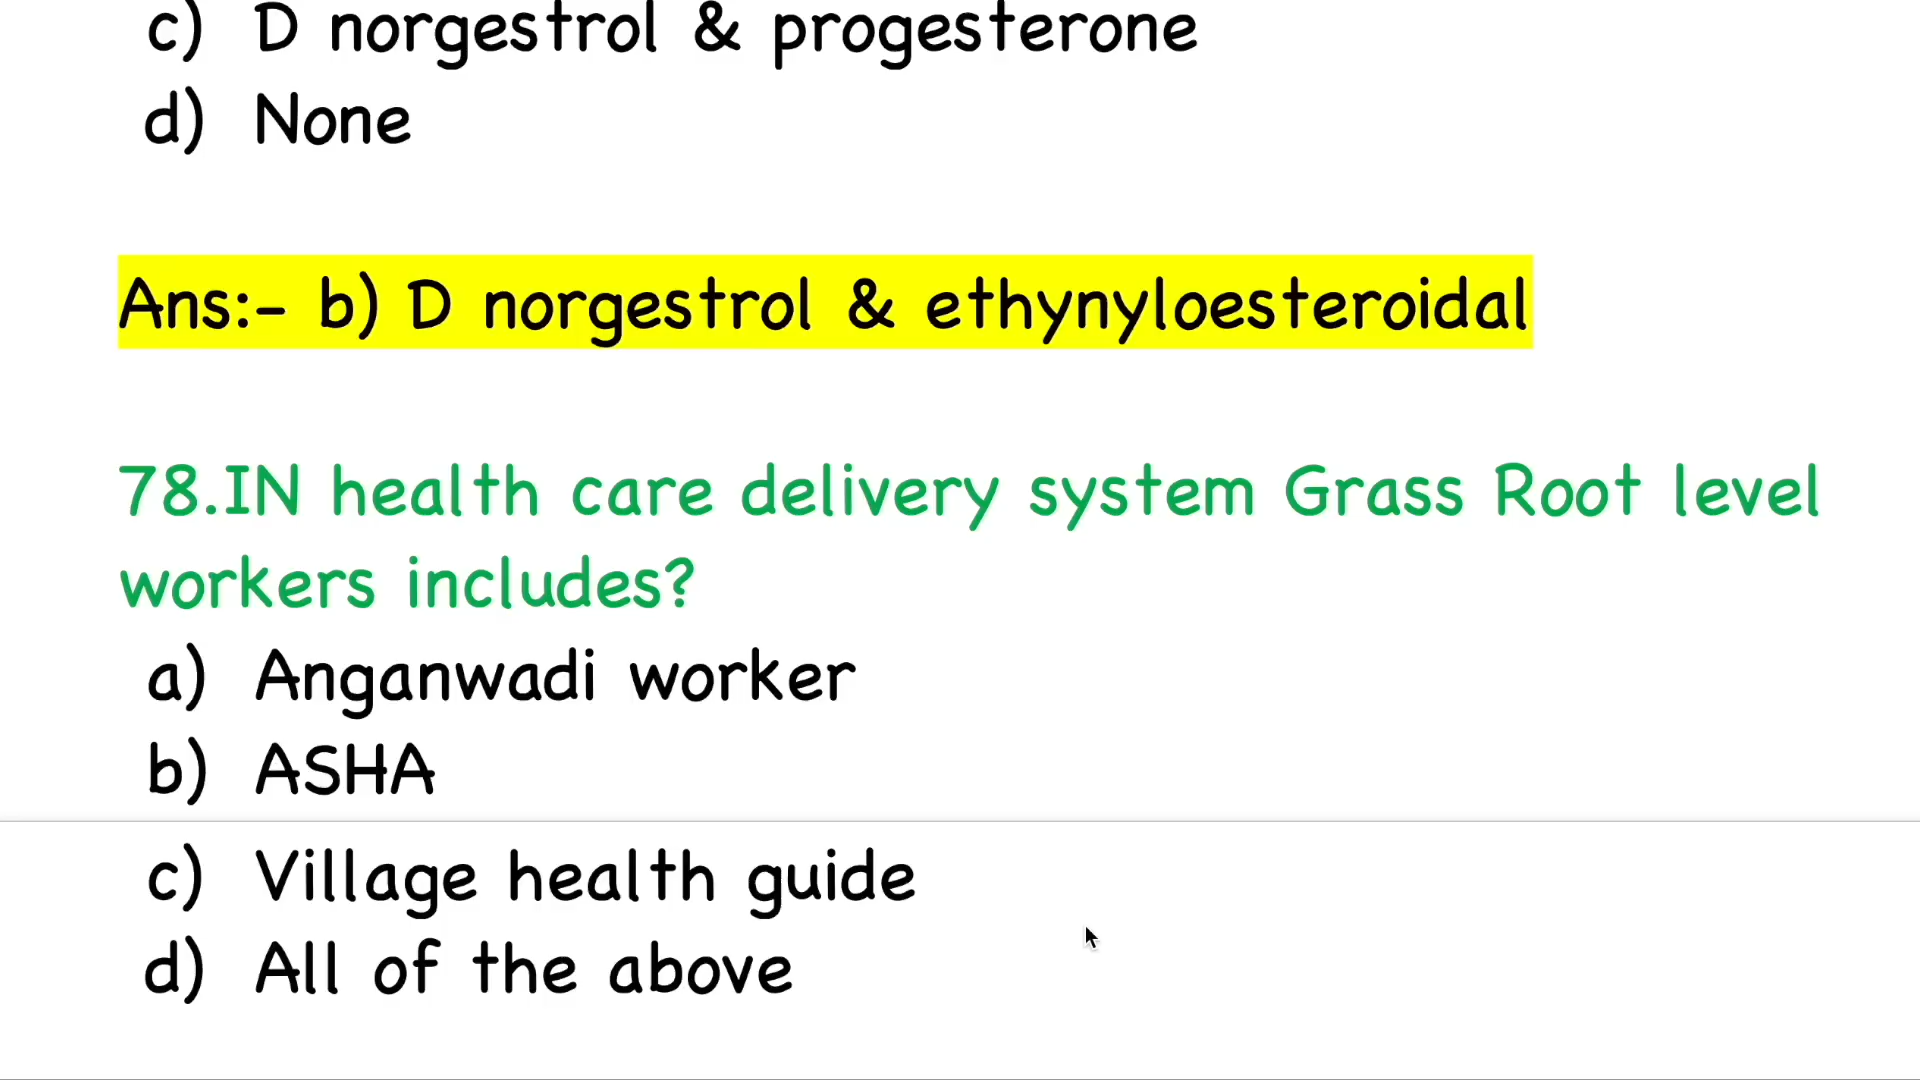 c) D norgestrol & progesterone
d) None
Ans:- b) D norgestrol & ethynyloesteroidal
78.IN health care delivery system Grass Root level
workers includes?
a) Anganwadi worker
b) ASHA
c) Village health guide
d) All of the above